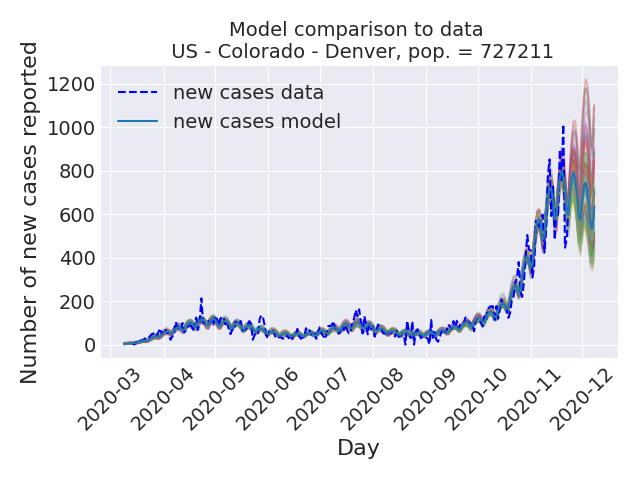 Model comparison to data
US - Colorado - Denver, pop. = 727211
Number of new cases reported
1200
1000
800
600
400
200
0
new cases data
new cases model
2020-03
2020-04
2020-05
2020-06
2020-07
2020-08
2020-09
2020-10
2020-11
2020-12
Day